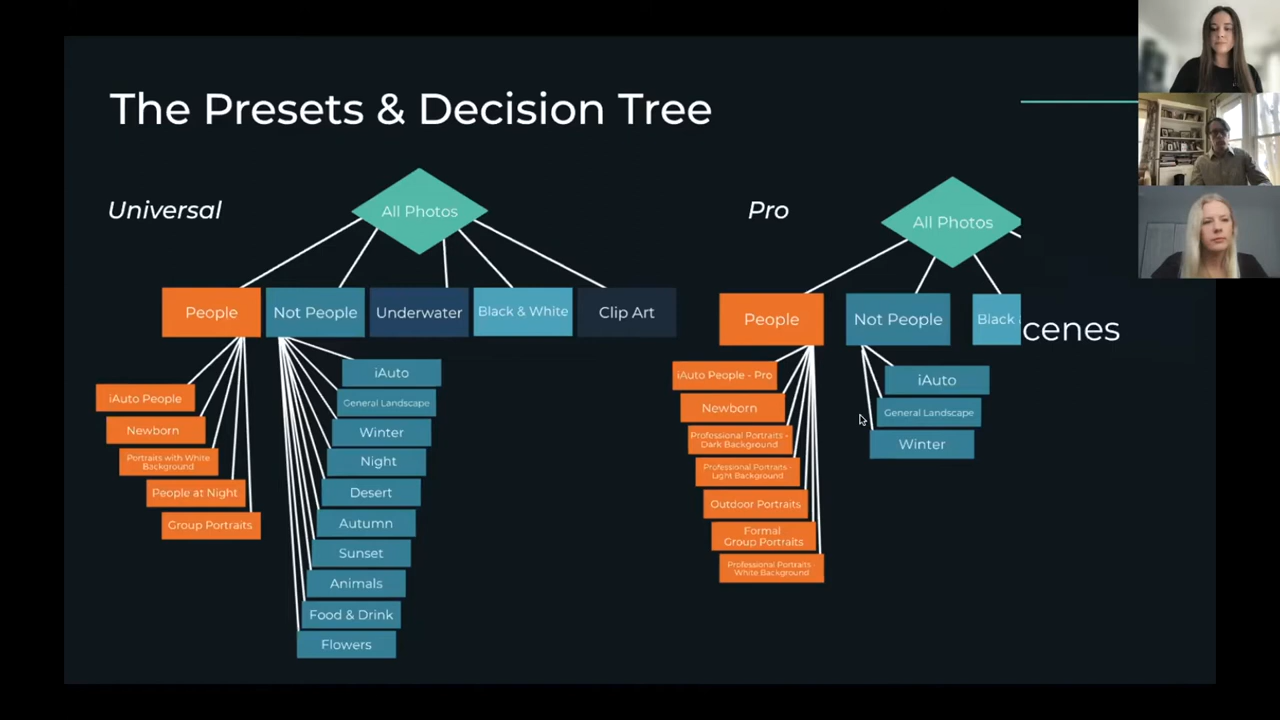 The Presets & Decision Tree
Universal
All Photos
People
Not People
Underwater
Black & White
Clip Art
iAuto People
Newborn
Portraits with White
Background
People at Night
Group Portraits
iAuto
General Landscape
Winter
Night
Desert
Autumn
Sunset
Animals
Food & Drink
Flowers
Pro
All Photos
People
Not People
Black
cenes
iAuto People - Pro
Newborn
Professional Portraits -
Dark Background
Professional Portraits -
Light Background
Outdoor Portraits
Formal
Group Portraits
Professional Portraits -
White Background
iAuto
General Landscape
Winter